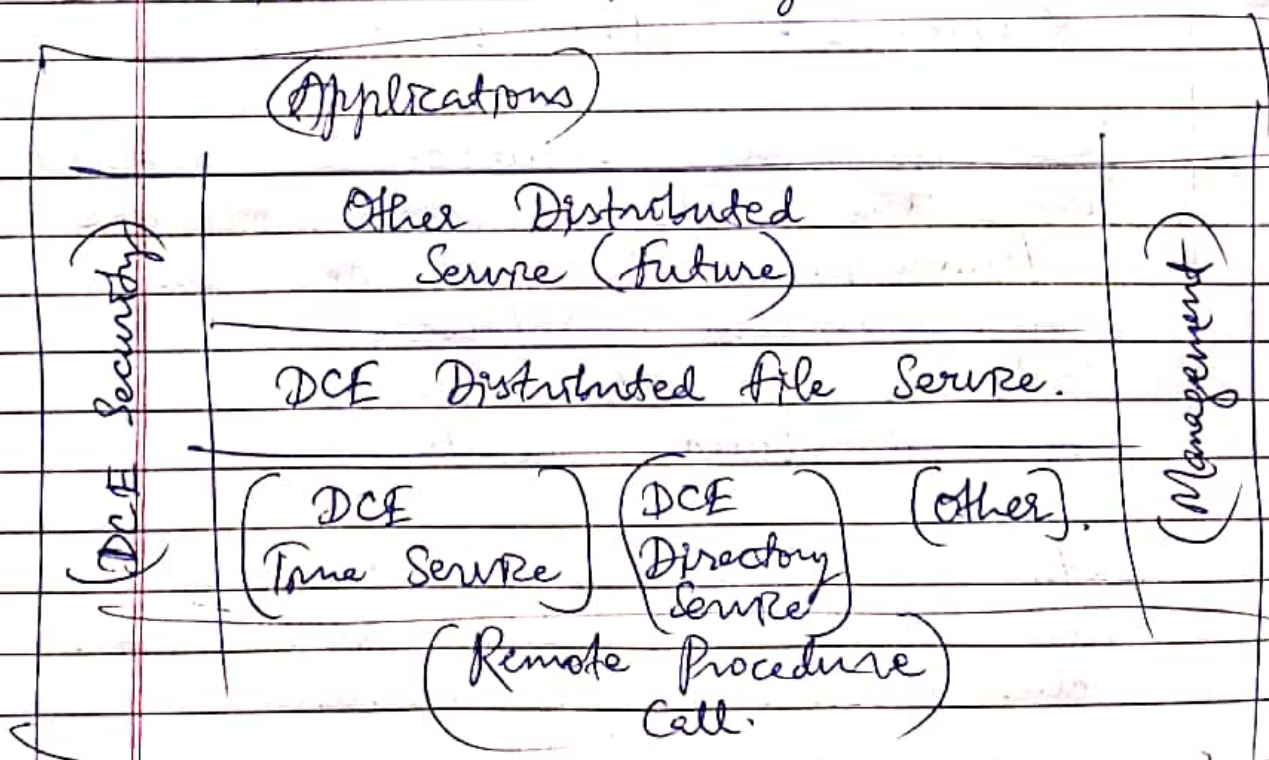 (Applications)
Other Distributed
Service (Future)
DCE Distributed file Service.
(DCE Security)
(Management)
DCE
Time Service
DCE
Directory
Service
[Other].
Remote Procedure
Call.